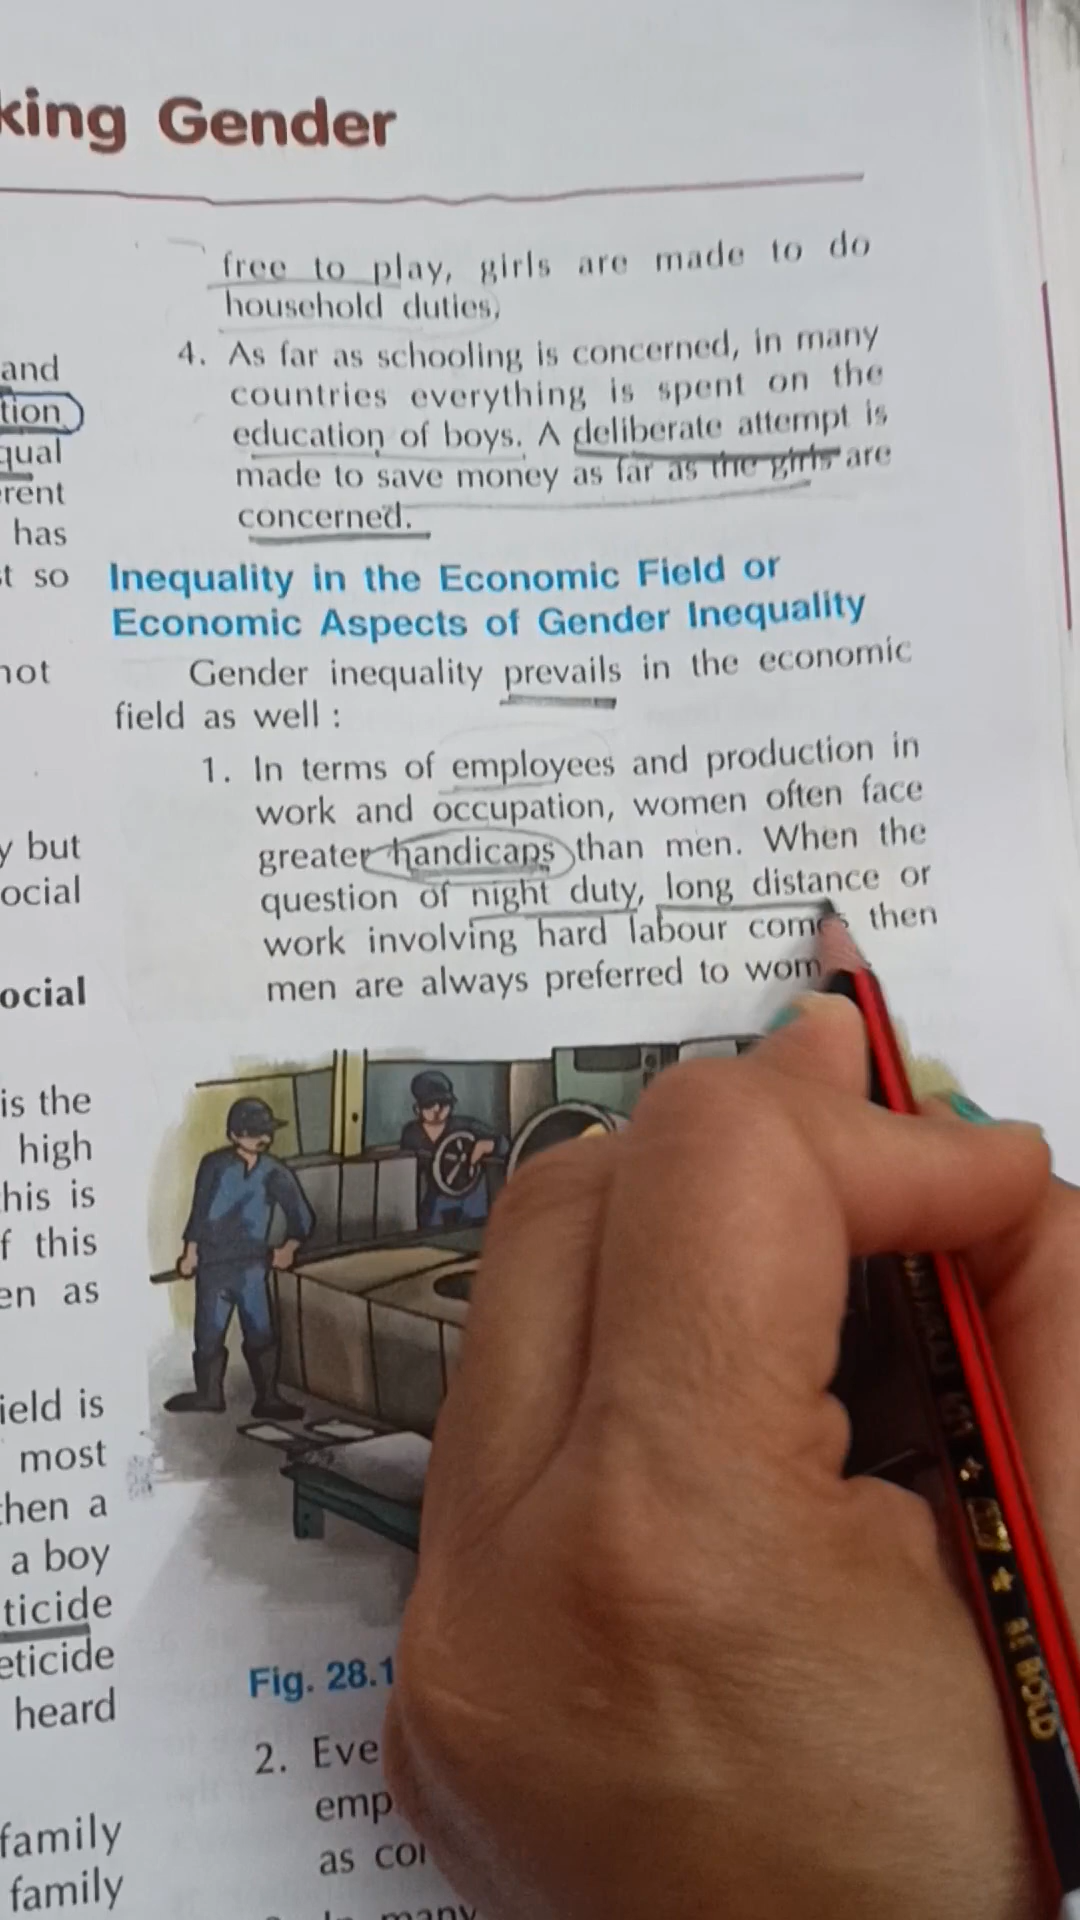 king Gender
and
tion
qual
rent
has
t so
not
y but
ocial
ocial
is the
high
his is
f this
en as
ield is
most
then a
a boy
ticide
eticide
heard
family
family
free to play, girls are made to do
household duties,
4. As far as schooling is concerned, in many
countries everything is spent on the
education of boys. A deliberate attempt is
made to save money as far as the girls are
concerned.
Inequality in the Economic Field or
Economic Aspects of Gender Inequality
Gender inequality prevails in the economic
field as well :
1. In terms of employees and production in
work and occupation, women often face
greater handicaps than men. When the
question of night duty, long distance or
work involving hard labour comes then
men are always preferred to wom
Fig. 28.1
2. Eve
emp
as
many
BOLD